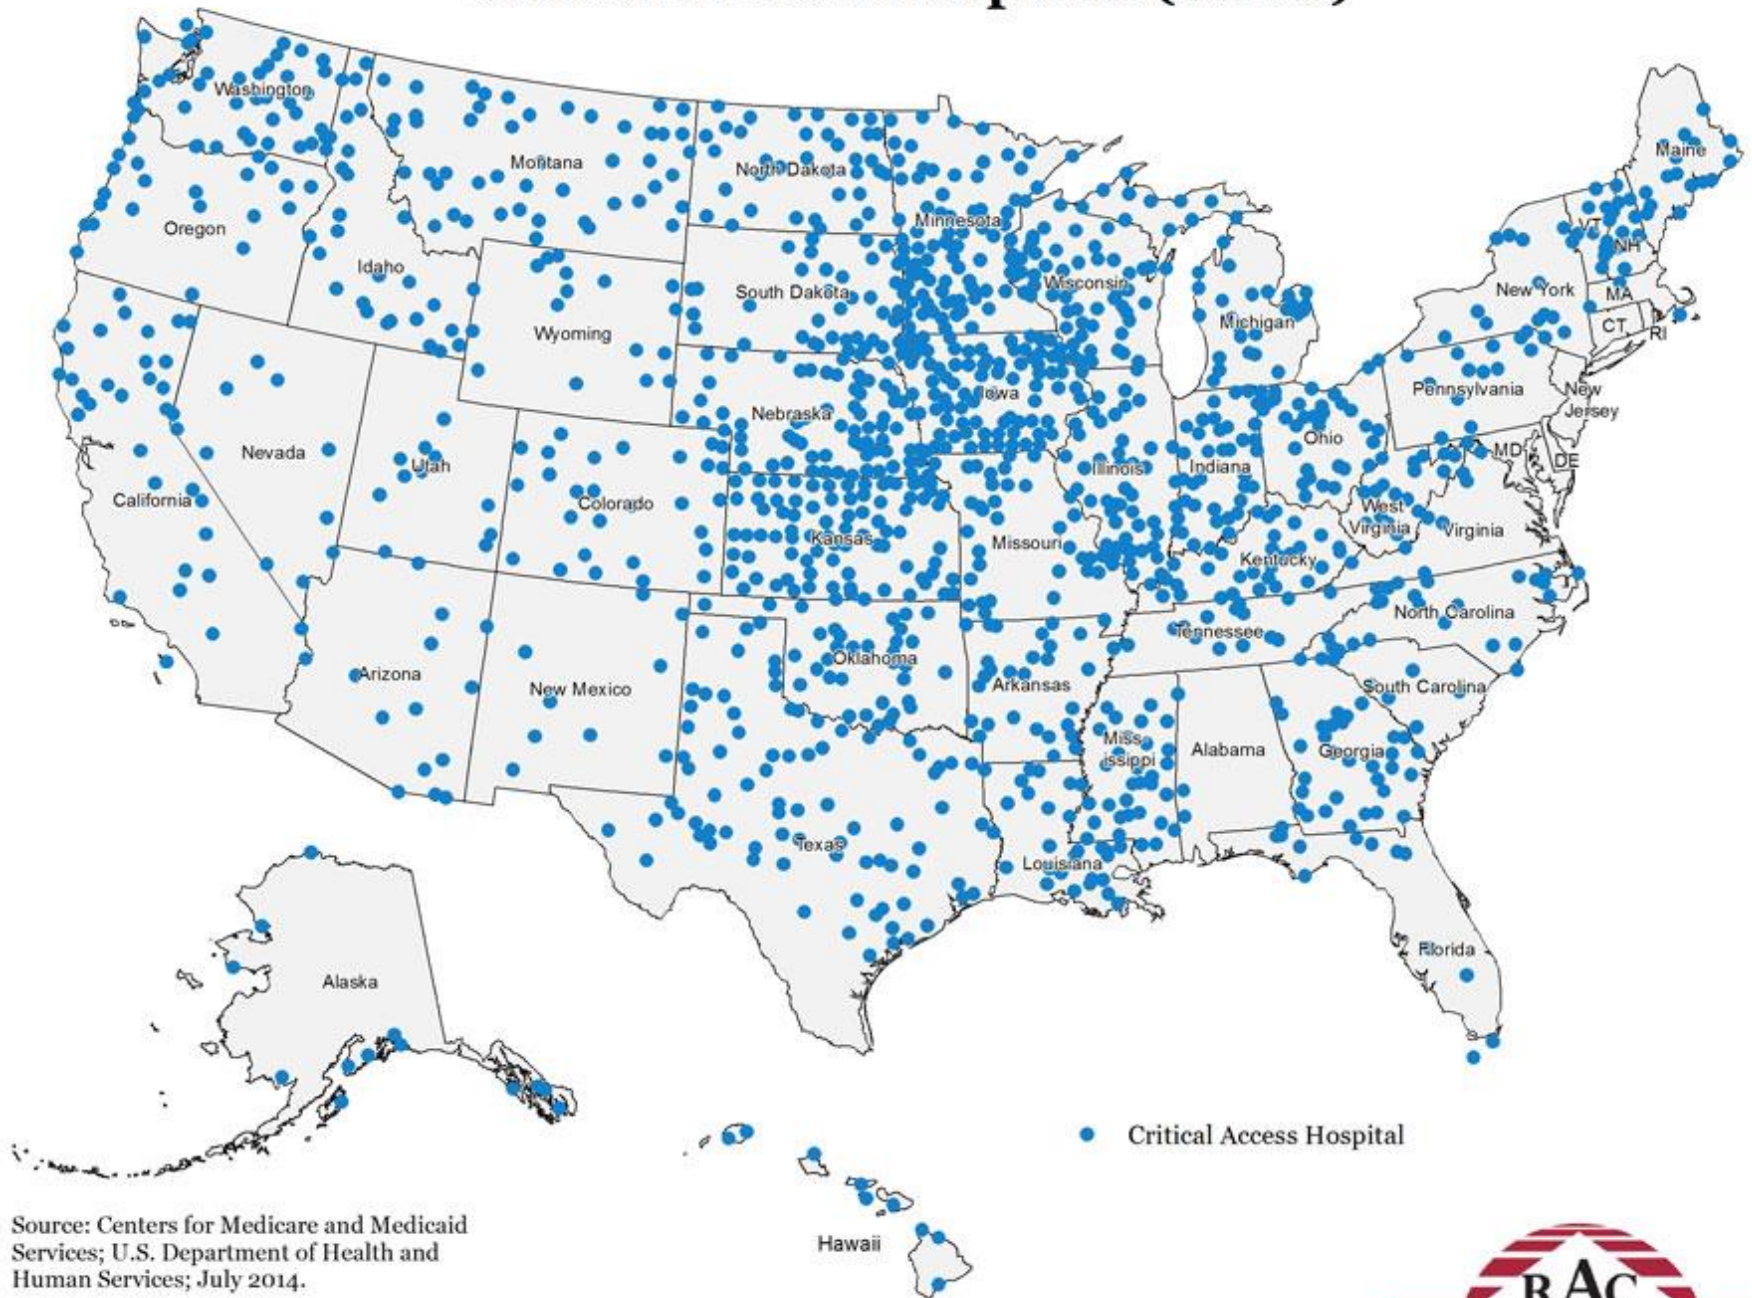 Washington
Montana
North Dakota
Minnesota
Maine
Oregon
Idaho
VT
NH
South Dakota
Wisconsin
New York
MA
Michigan
CT
RI
Wyoming
Iowa
Pennsylvania
New
Jersey
Nebraska
Ohio
Nevada
Utah
Illinois
Indiana
MD
DE
California
Colorado
West
Virginia
Virginia
Kansas
Missouri
Kentucky
North Carolina
Tennessee
Oklahoma
Arizona
New Mexico
Arkansas
South Carolina
Miss-
issippi
Alabama
Georgia
Texas
Louisiana
Florida
Alaska
Critical Access Hospital
Hawaii
Source: Centers for Medicare and Medicaid
Services; U.S. Department of Health and
Human Services; July 2014.
RAC